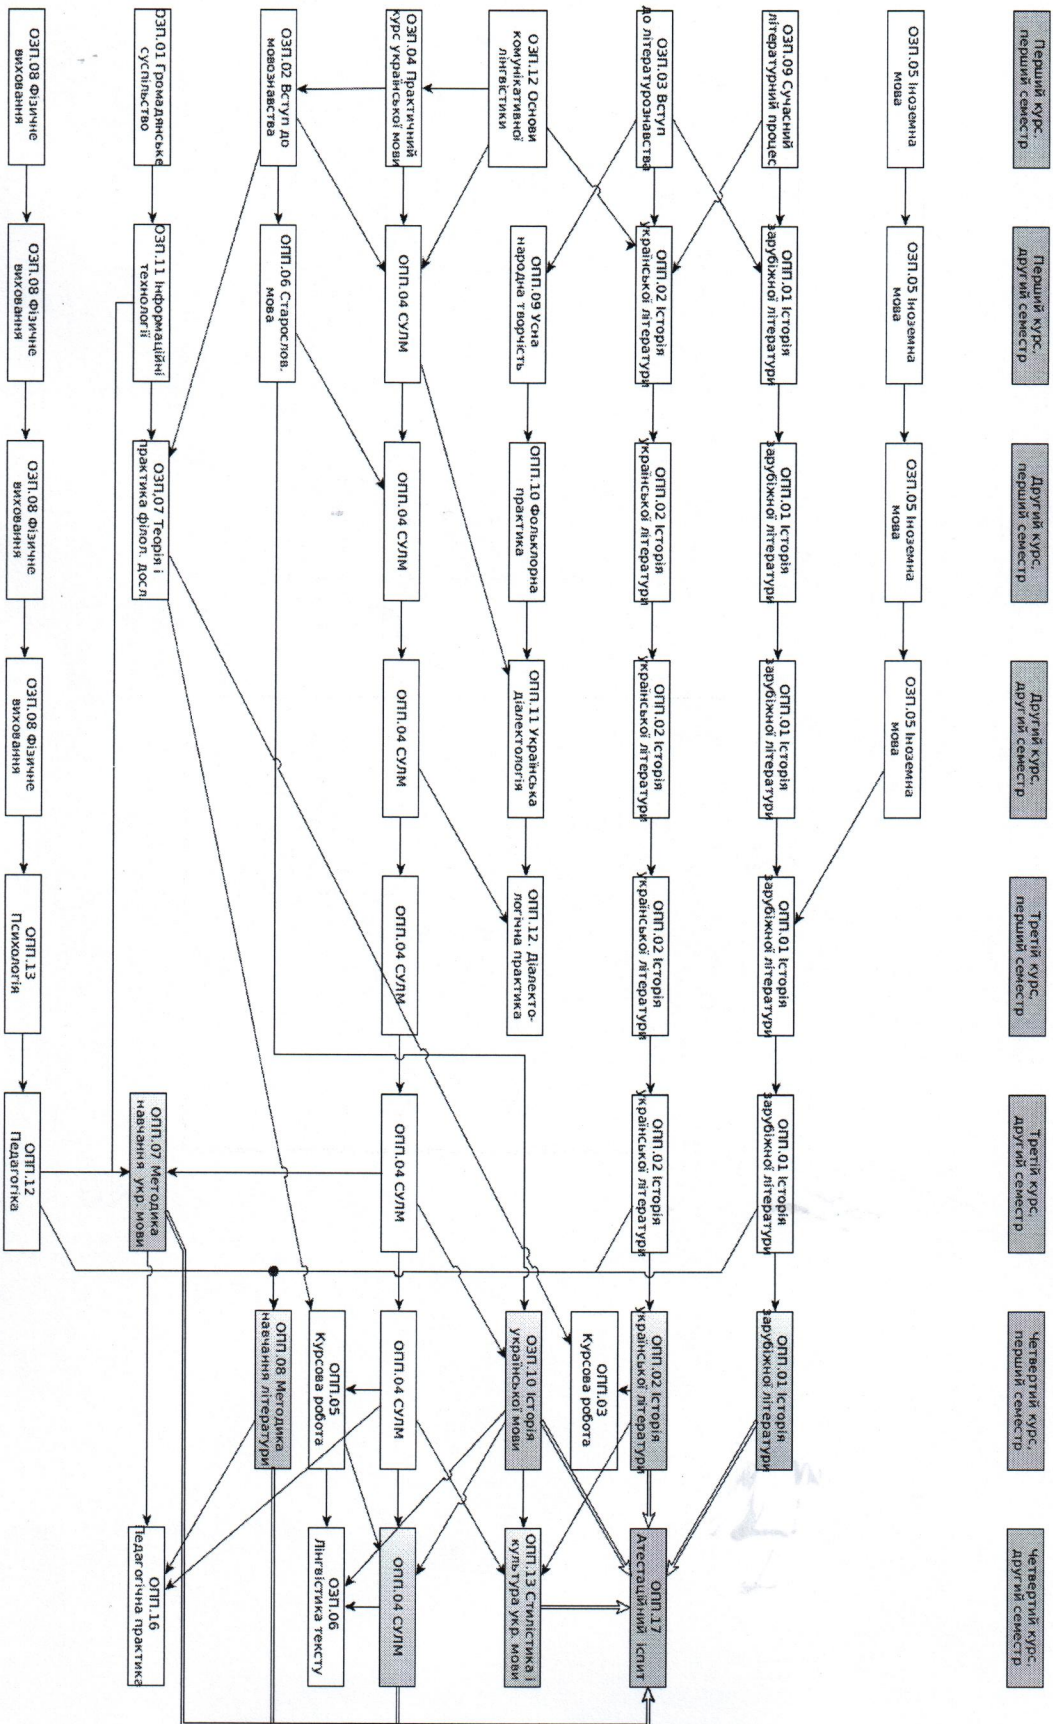 Перший курс,
перший семестр
Перший курс,
другий семестр
Другий курс,
перший семестр
Другий курс,
другий семестр
Третій курс,
перший семестр
Третій курс,
другий семестр
Четвертий курс,
перший семестр
Четвертий курс,
другий семестр
ОЗП.05 Іноземна
мова
ОЗП.05 Іноземна
мова
ОЗП.05 Іноземна
мова
ОЗП.05 Іноземна
мова
ОЗП.09 Сучасний
літературний процес
ОПП.01 Історія
зарубіжної літератури
ОПП.01 Історія
зарубіжної літератури
ОПП.01 Історія
зарубіжної літератури
ОПП.01 Історія
зарубіжної літератури
ОПП.01 Історія
зарубіжної літератури
ОПП.01 Історія
зарубіжної літератури
ОЗП.03 Вступ
до літературознавства
ОПП.02 Історія
української літератури
ОПП.02 Історія
української літератури
ОПП.02 Історія
української літератури
ОПП.02 Історія
української літератури
ОПП.02 Історія
української літератури
ОПП.02 Історія
української літератури
ОПП.17
Атестаційний іспит
ОПП.03
Курсова робота
ОЗП.12 Основи
комунікативної
лінгвістики
ОПП.09 Усна
народна творчість
ОПП.10 Фольклорна
практика
ОПП.11 Українська
діалектологія
ОПП.12. Діалекто-
логічна практика
ОЗП.10 Історія
української мови
ОПП.13 Стилістика і
культура укр. мови
ОЗП.04 Практичний
курс української мови
ОПП.04 СУЛМ
ОПП.04 СУЛМ
ОПП.04 СУЛМ
ОПП.04 СУЛМ
ОПП.04 СУЛМ
ОПП.04 СУЛМ
ОПП.04 СУЛМ
ОПП.05
Курсова робота
ОЗП.06
Лінгвістика тексту
ОЗП.02 Вступ до
мовознавства
ОПП.06 Старослов.
мова
ОПП.08 Методика
навчання літератури
ОЗП.01 Громадянське
суспільство
ОЗП.11 Інформаційні
технології
ОЗП.07 Теорія і
практика філол. досл
ОПП.07 Методика
навчання укр. мови
ОПП.16
Педагогічна практика
ОЗП.08 Фізичне
виховання
ОЗП.08 Фізичне
виховання
ОЗП.08 Фізичне
виховання
ОЗП.08 Фізичне
виховання
ОПП.13
Психологія
ОПП.12
Педагогіка